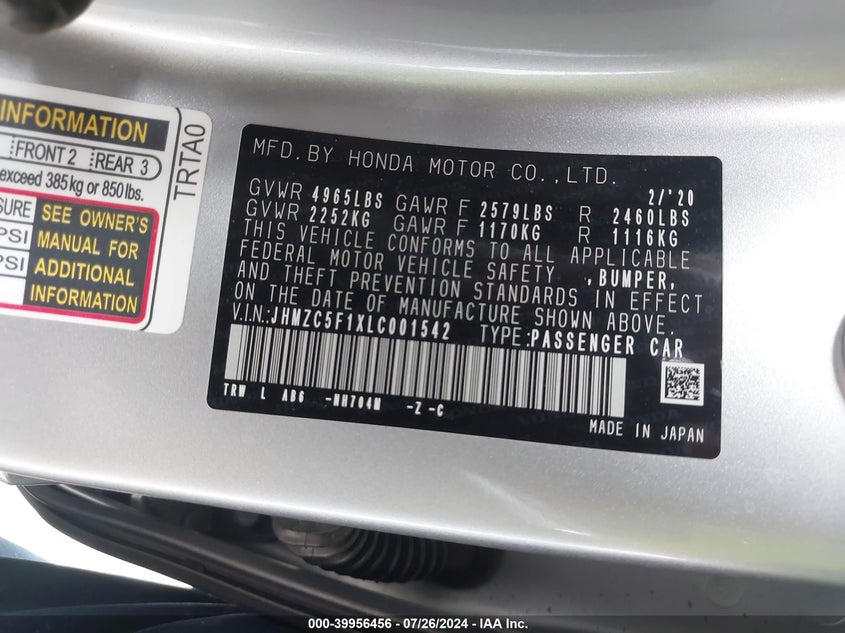 INFORMATION
FRONT 2 REAR 3
exceed 385 kg or 850 lbs.
SURE SEE OWNER'S
PSI MANUAL FOR
PSI ADDITIONAL
INFORMATION
TRTA0
MFD. BY HONDA MOTOR CO., LTD.
2/'20
GVWR 4965LBS GAWR F 2579LBS R 2460LBS
GVWR 2252KG GAWR F 1170KG R 1116KG
THIS VEHICLE CONFORMS TO ALL APPLICABLE
FEDERAL MOTOR VEHICLE SAFETY, BUMPER,
AND THEFT PREVENTION STANDARDS IN EFFECT
ON THE DATE OF MANUFACTURE SHOWN ABOVE.
V.I.N.: JHMZC5F1XLC001542 TYPE: PASSENGER CAR
TRW L AB6 -NH704M -Z -C
MADE IN JAPAN
000-39956456 - 07/26/2024 - IAA Inc.